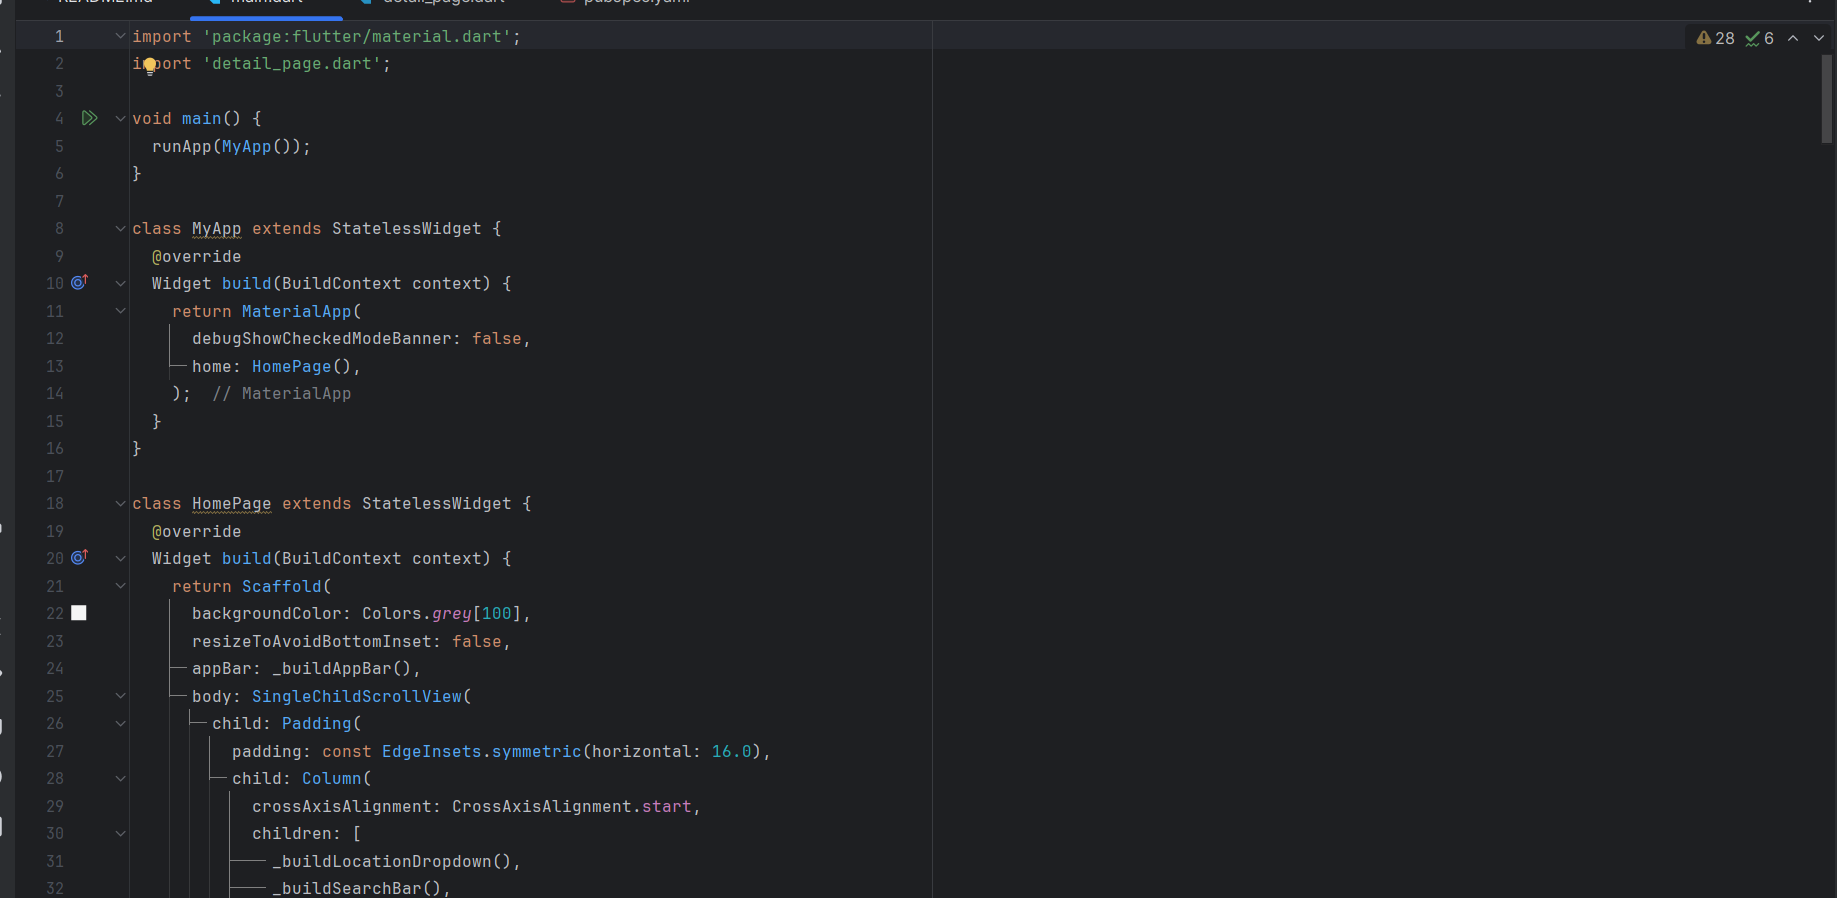 README.md main.dart detail_page.dart pubspec.yaml
1 import 'package:flutter/material.dart'; 28 6
2 import 'detail_page.dart';
3
4 void main() {
5 runApp(MyApp());
6 }
7
8 class MyApp extends StatelessWidget {
9 @override
10 Widget build(BuildContext context) {
11 return MaterialApp(
12 debugShowCheckedModeBanner: false,
13 home: HomePage(),
14 ); // MaterialApp
15 }
16 }
17
18 class HomePage extends StatelessWidget {
19 @override
20 Widget build(BuildContext context) {
21 return Scaffold(
22 backgroundColor: Colors.grey[100],
23 resizeToAvoidBottomInset: false,
24 appBar: _buildAppBar(),
25 body: SingleChildScrollView(
26 child: Padding(
27 padding: const EdgeInsets.symmetric(horizontal: 16.0),
28 child: Column(
29 crossAxisAlignment: CrossAxisAlignment.start,
30 children: [
31 _buildLocationDropdown(),
32 _buildSearchBar(),